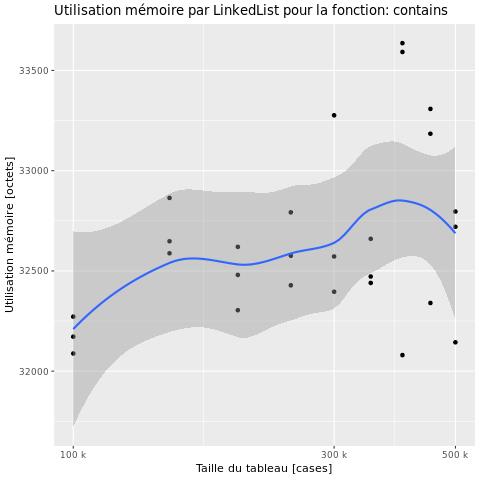 Utilisation mémoire par LinkedList pour la fonction: contains
Utilisation mémoire [octets]
33500
33000
32500
32000
100 k
300 k
500 k
Taille du tableau [cases]